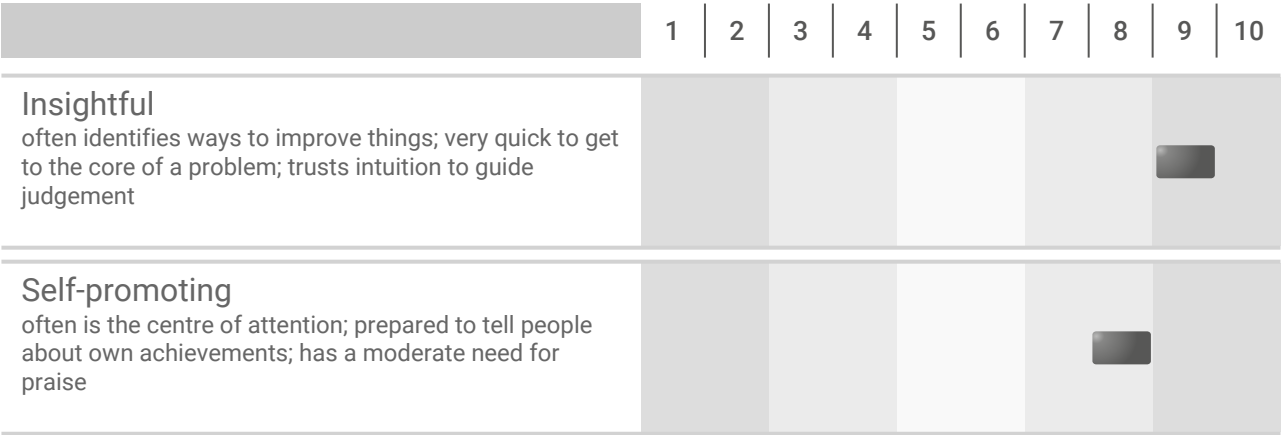 1 2 3 4 5 6 7 8 9 10
Insightful
often identifies ways to improve things; very quick to get
to the core of a problem; trusts intuition to guide
judgement
Self-promoting
often is the centre of attention; prepared to tell people
about own achievements; has a moderate need for
praise